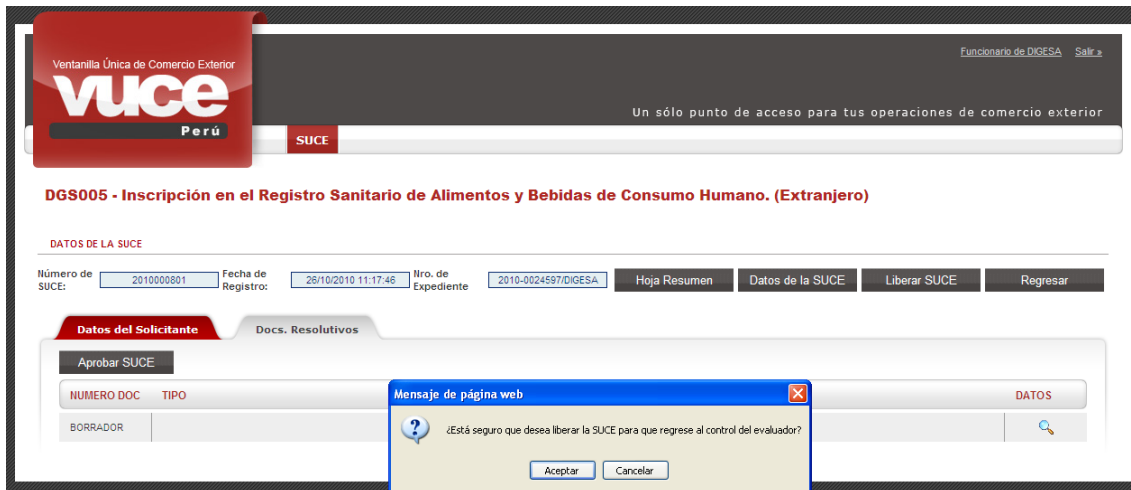 Ventanilla Única de Comercio Exterior
vuce
Perú
Funcionario de DIGESA Salir »
Un sólo punto de acceso para tus operaciones de comercio exterior
SUCE
DGS005 - Inscripción en el Registro Sanitario de Alimentos y Bebidas de Consumo Humano. (Extranjero)
DATOS DE LA SUCE
Número de SUCE: 2010000801 Fecha de Registro: 26/10/2010 11:17:46 Nro. de Expediente 2010-0024597/DIGESA Hoja Resumen Datos de la SUCE Liberar SUCE Regresar
Datos del Solicitante Docs. Resolutivos
Aprobar SUCE
NUMERO DOC TIPO DATOS
BORRADOR
Mensaje de página web
¿Está seguro que desea liberar la SUCE para que regrese al control del evaluador?
Aceptar Cancelar